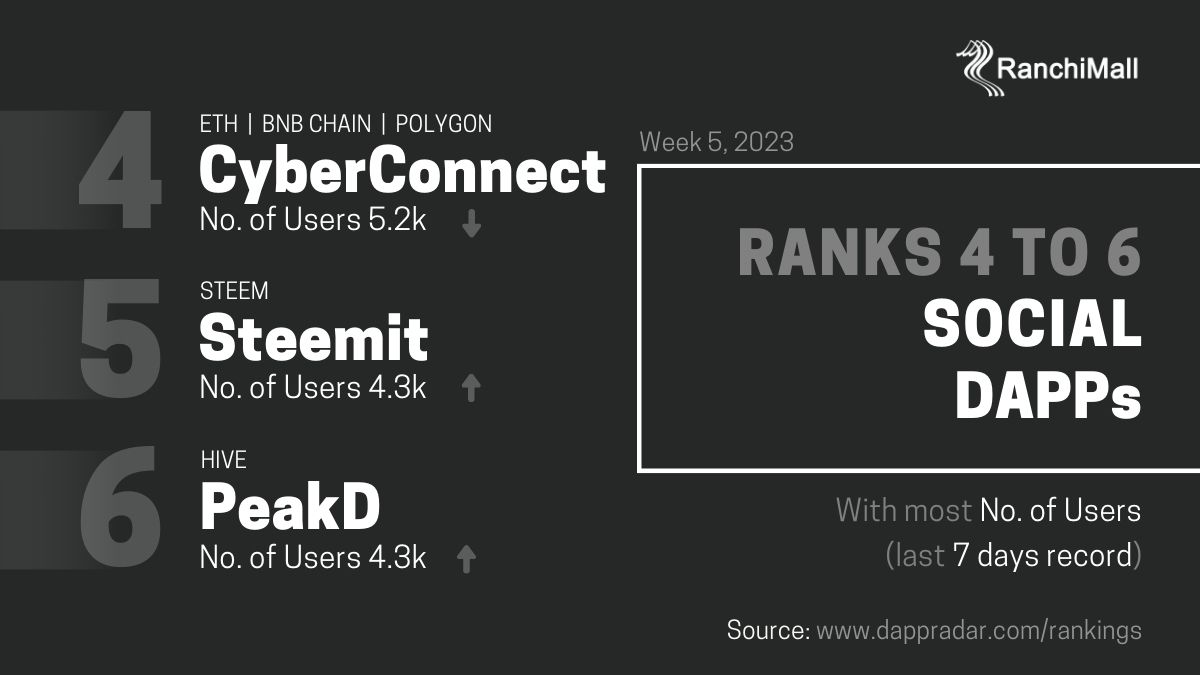 RanchiMall
4
ETH | BNB CHAIN | POLYGON
CyberConnect
No. of Users 5.2k
5
STEEM
Steemit
No. of Users 4.3k
6
HIVE
PeakD
No. of Users 4.3k
Week 5, 2023
RANKS 4 TO 6
SOCIAL
DAPPs
With most No. of Users
(last 7 days record)
Source: www.dappradar.com/rankings